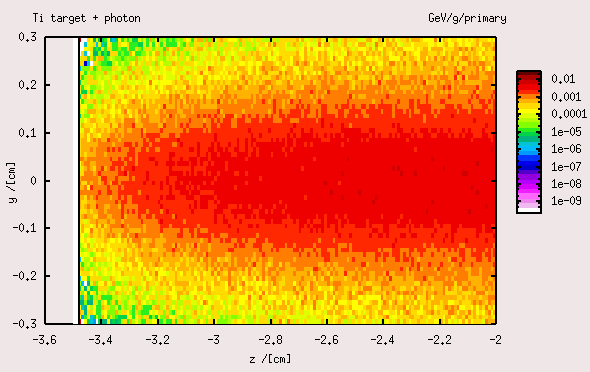 Ti target + photon
GeV/g/primary
0.3
0.2
0.1
0
-0.1
-0.2
-0.3
y /[cm]
-3.6
-3.4
-3.2
-3
-2.8
-2.6
-2.4
-2.2
-2
z /[cm]
0.01
0.001
0.0001
1e-05
1e-06
1e-07
1e-08
1e-09